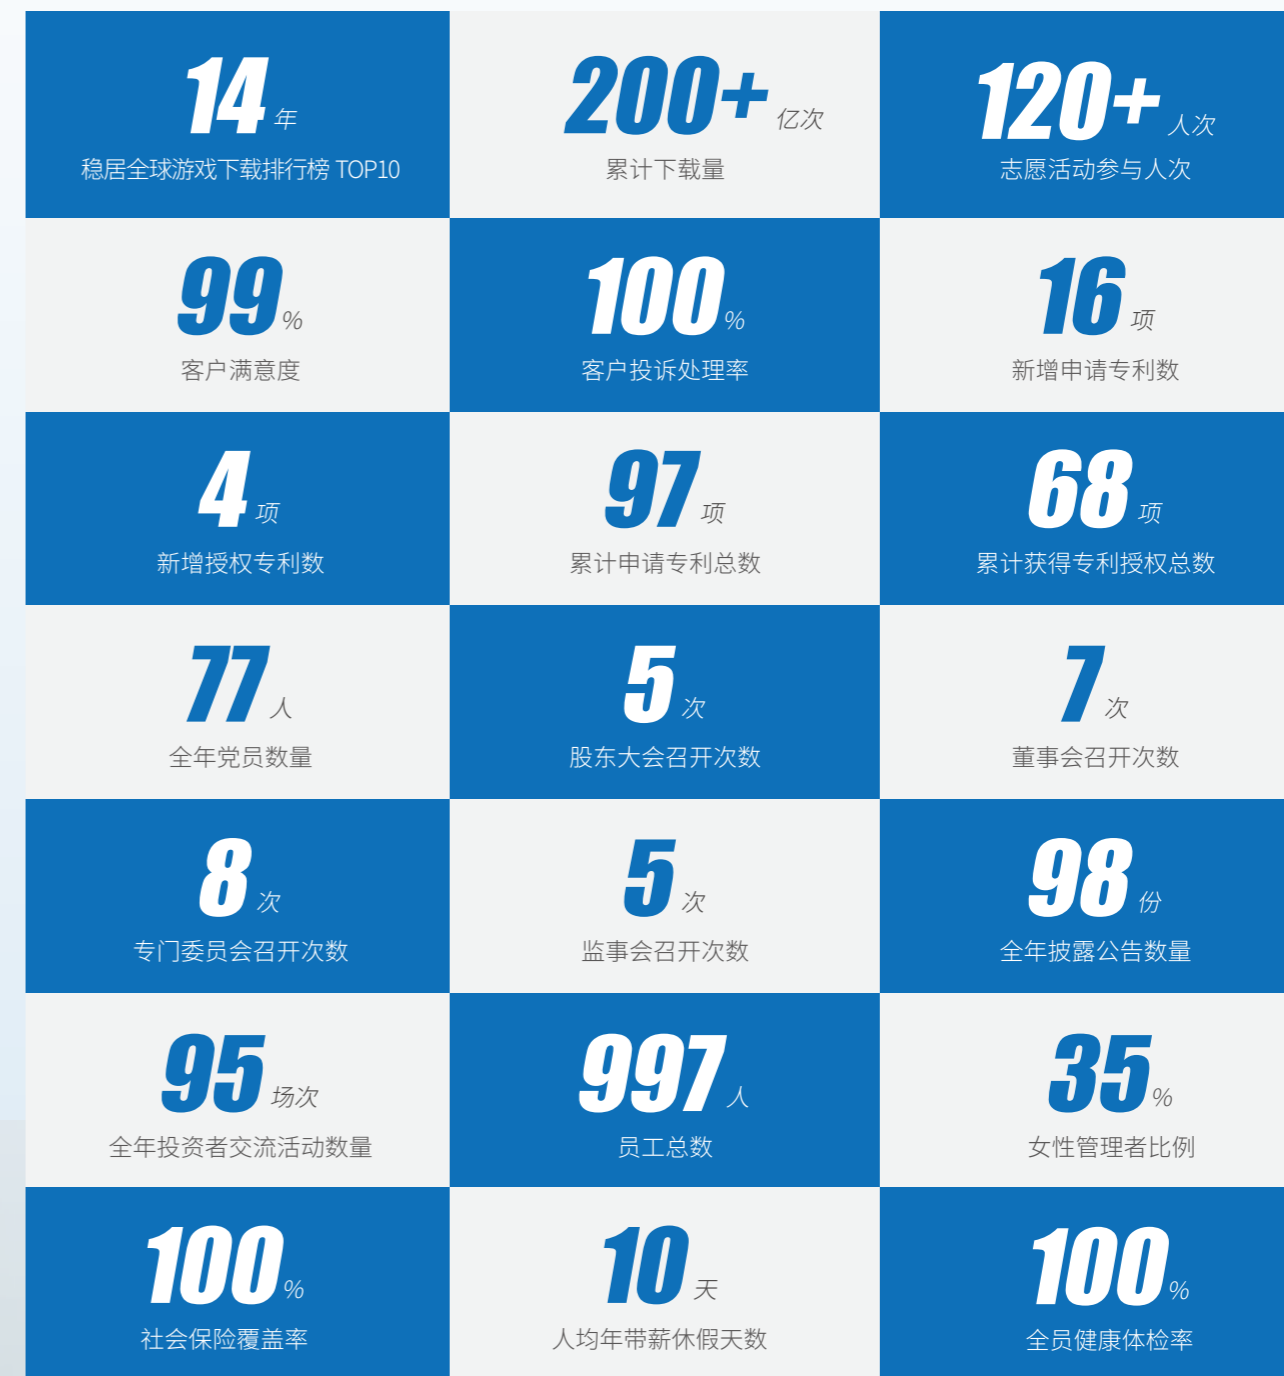 14 年
稳居全球游戏下载排行榜 TOP10
200+ 亿次
累计下载量
120+ 人次
志愿活动参与人次
99 %
客户满意度
100 %
客户投诉处理率
16 项
新增申请专利数
4 项
新增授权专利数
97 项
累计申请专利总数
68 项
累计获得专利授权总数
77 人
全年党员数量
5 次
股东大会召开次数
7 次
董事会召开次数
8 次
专门委员会召开次数
5 次
监事会召开次数
98 份
全年披露公告数量
95 场次
全年投资者交流活动数量
997 人
员工总数
35 %
女性管理者比例
100 %
社会保险覆盖率
10 天
人均年带薪休假天数
100 %
全员健康体检率